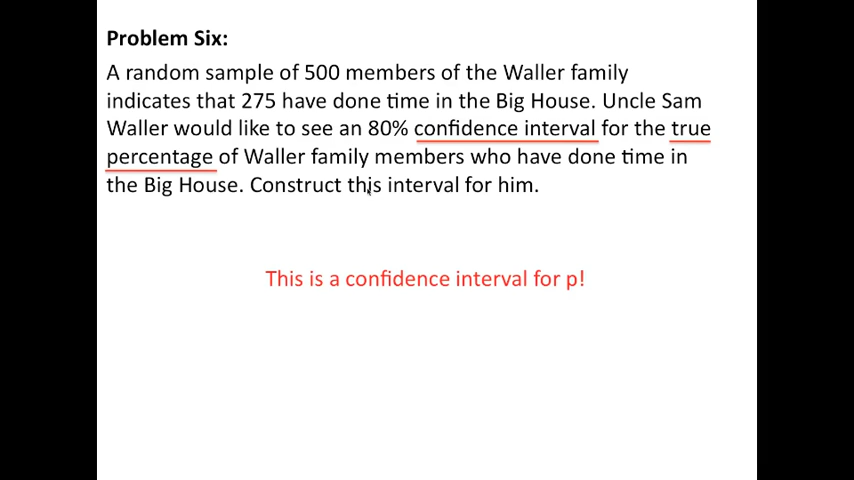 Problem Six:
A random sample of 500 members of the Waller family
indicates that 275 have done time in the Big House. Uncle Sam
Waller would like to see an 80% confidence interval for the true
percentage of Waller family members who have done time in
the Big House. Construct this interval for him.
This is a confidence interval for p!